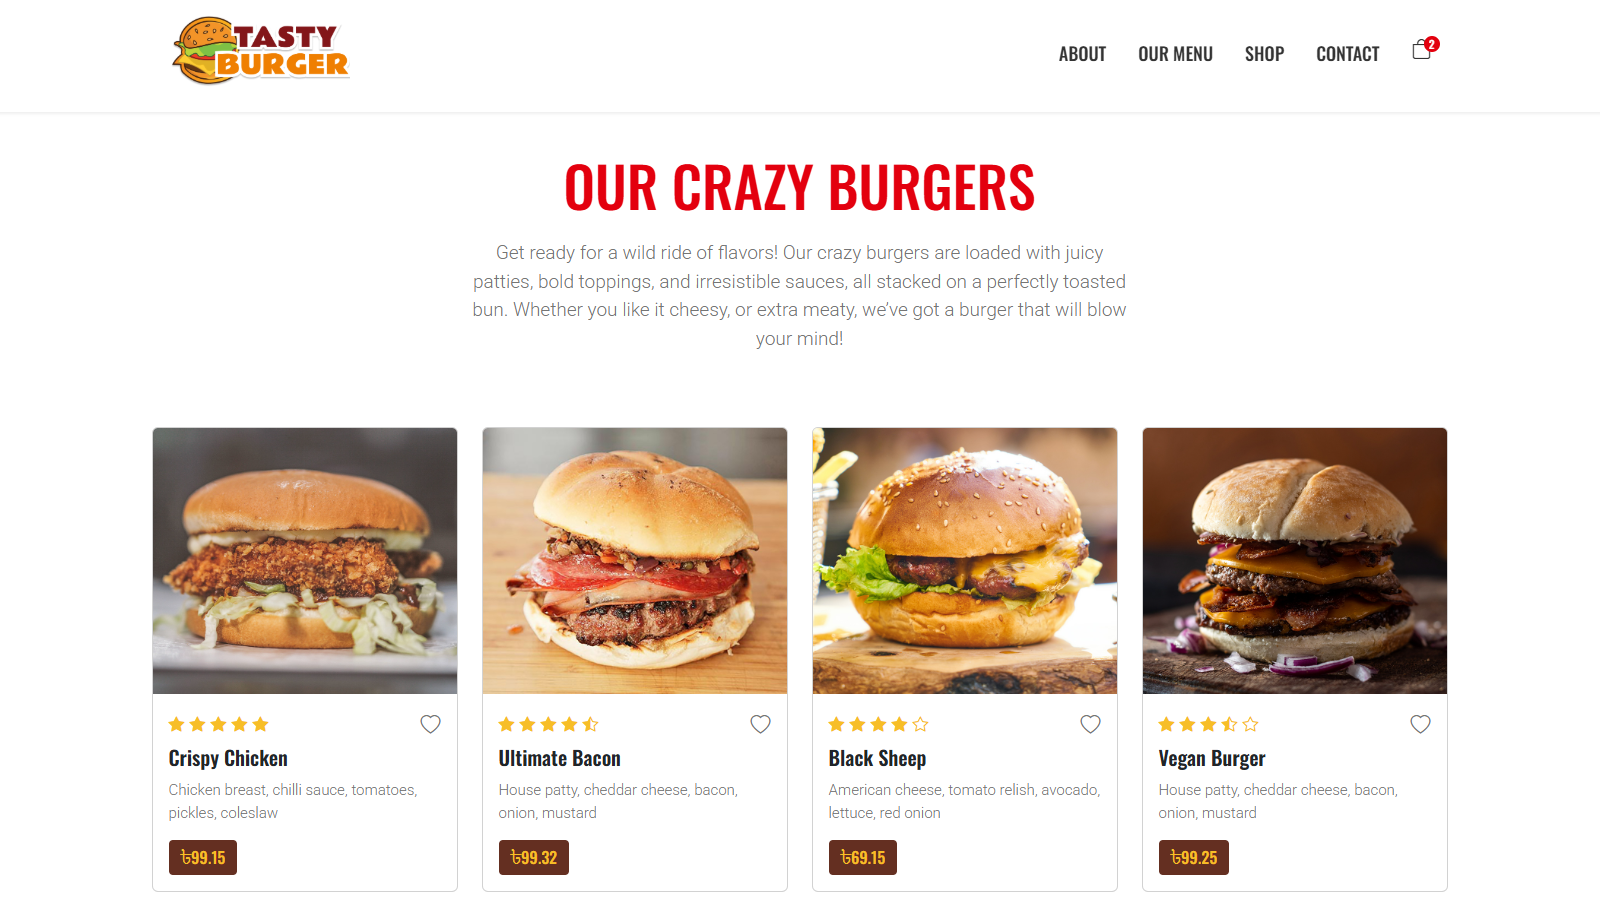 TASTY
BURGER
ABOUT
OUR MENU
SHOP
CONTACT
2
OUR CRAZY BURGERS
Get ready for a wild ride of flavors! Our crazy burgers are loaded with juicy
patties, bold toppings, and irresistible sauces, all stacked on a perfectly toasted
bun. Whether you like it cheesy, or extra meaty, we’ve got a burger that will blow
your mind!
Crispy Chicken
Chicken breast, chilli sauce, tomatoes,
pickles, coleslaw
৳99.15
Ultimate Bacon
House patty, cheddar cheese, bacon,
onion, mustard
৳99.32
Black Sheep
American cheese, tomato relish, avocado,
lettuce, red onion
৳69.15
Vegan Burger
House patty, cheddar cheese, bacon,
onion, mustard
৳99.25